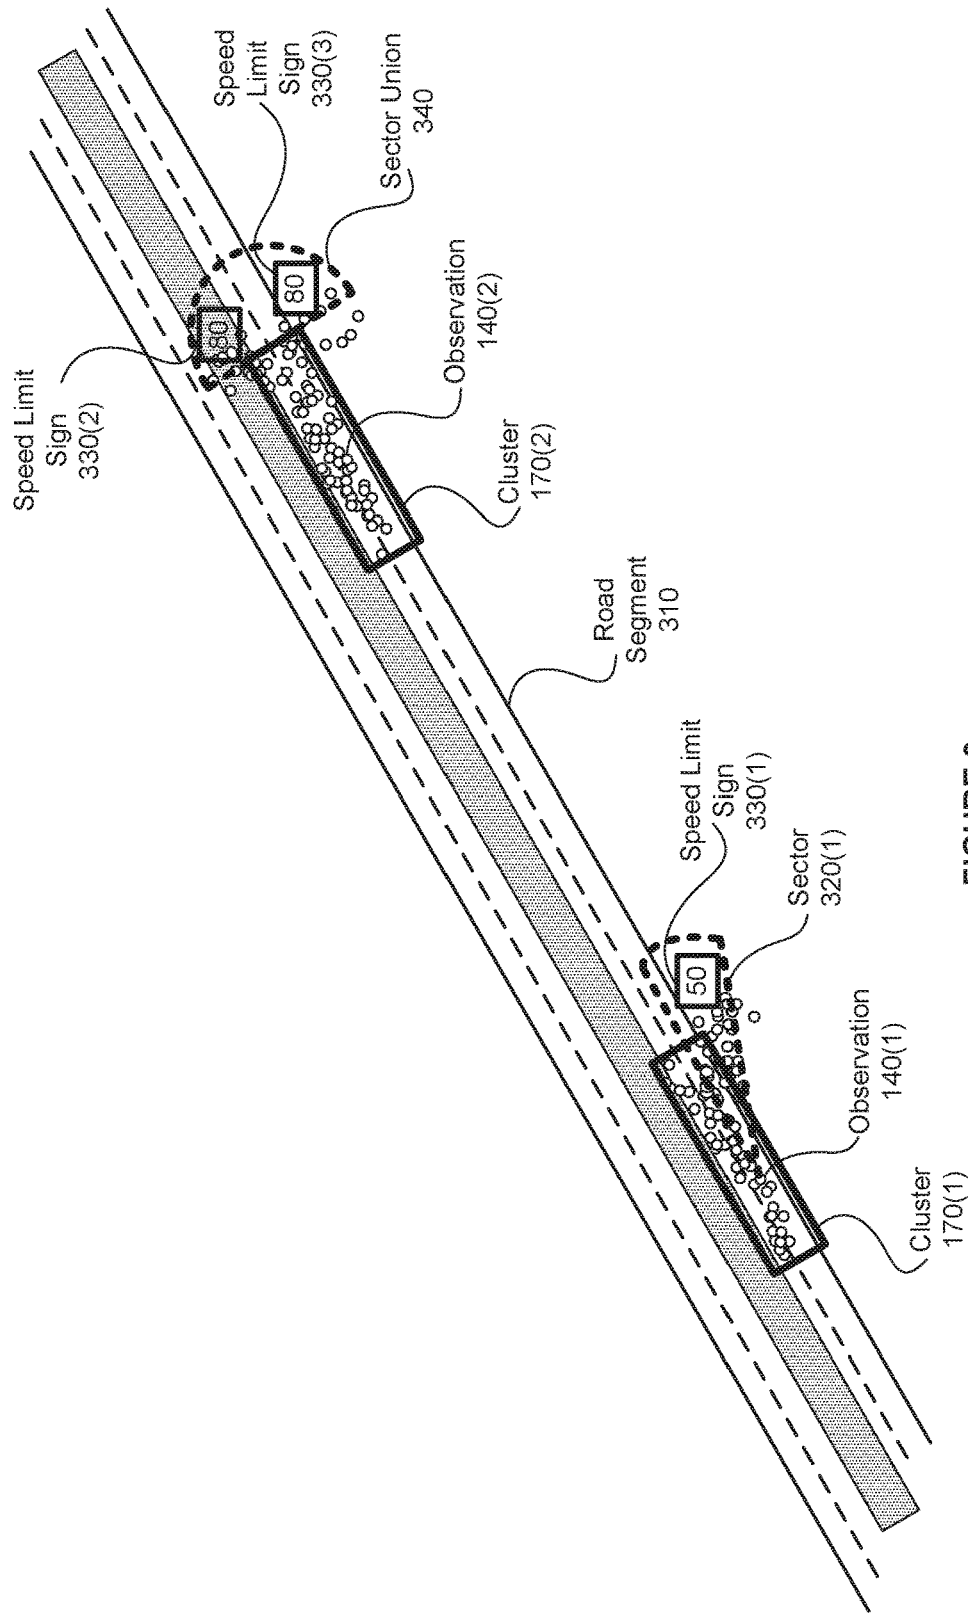 Speed Limit
Sign
330(2)
80
Speed
Limit
Sign
330(3)
80
Sector Union
340
Observation
140(2)
Cluster
170(2)
Road
Segment
310
Speed Limit
Sign
330(1)
50
Sector
320(1)
Observation
140(1)
Cluster
170(1)
FIGURE